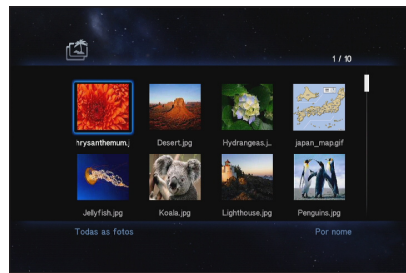 1 / 10
hrysanthemum.j
Desert.jpg
Hydrangeas.j...
japan_map.gif
Jellyfish.jpg
Koala.jpg
Lighthouse.jpg
Penguins.jpg
Todas as fotos
Por nome